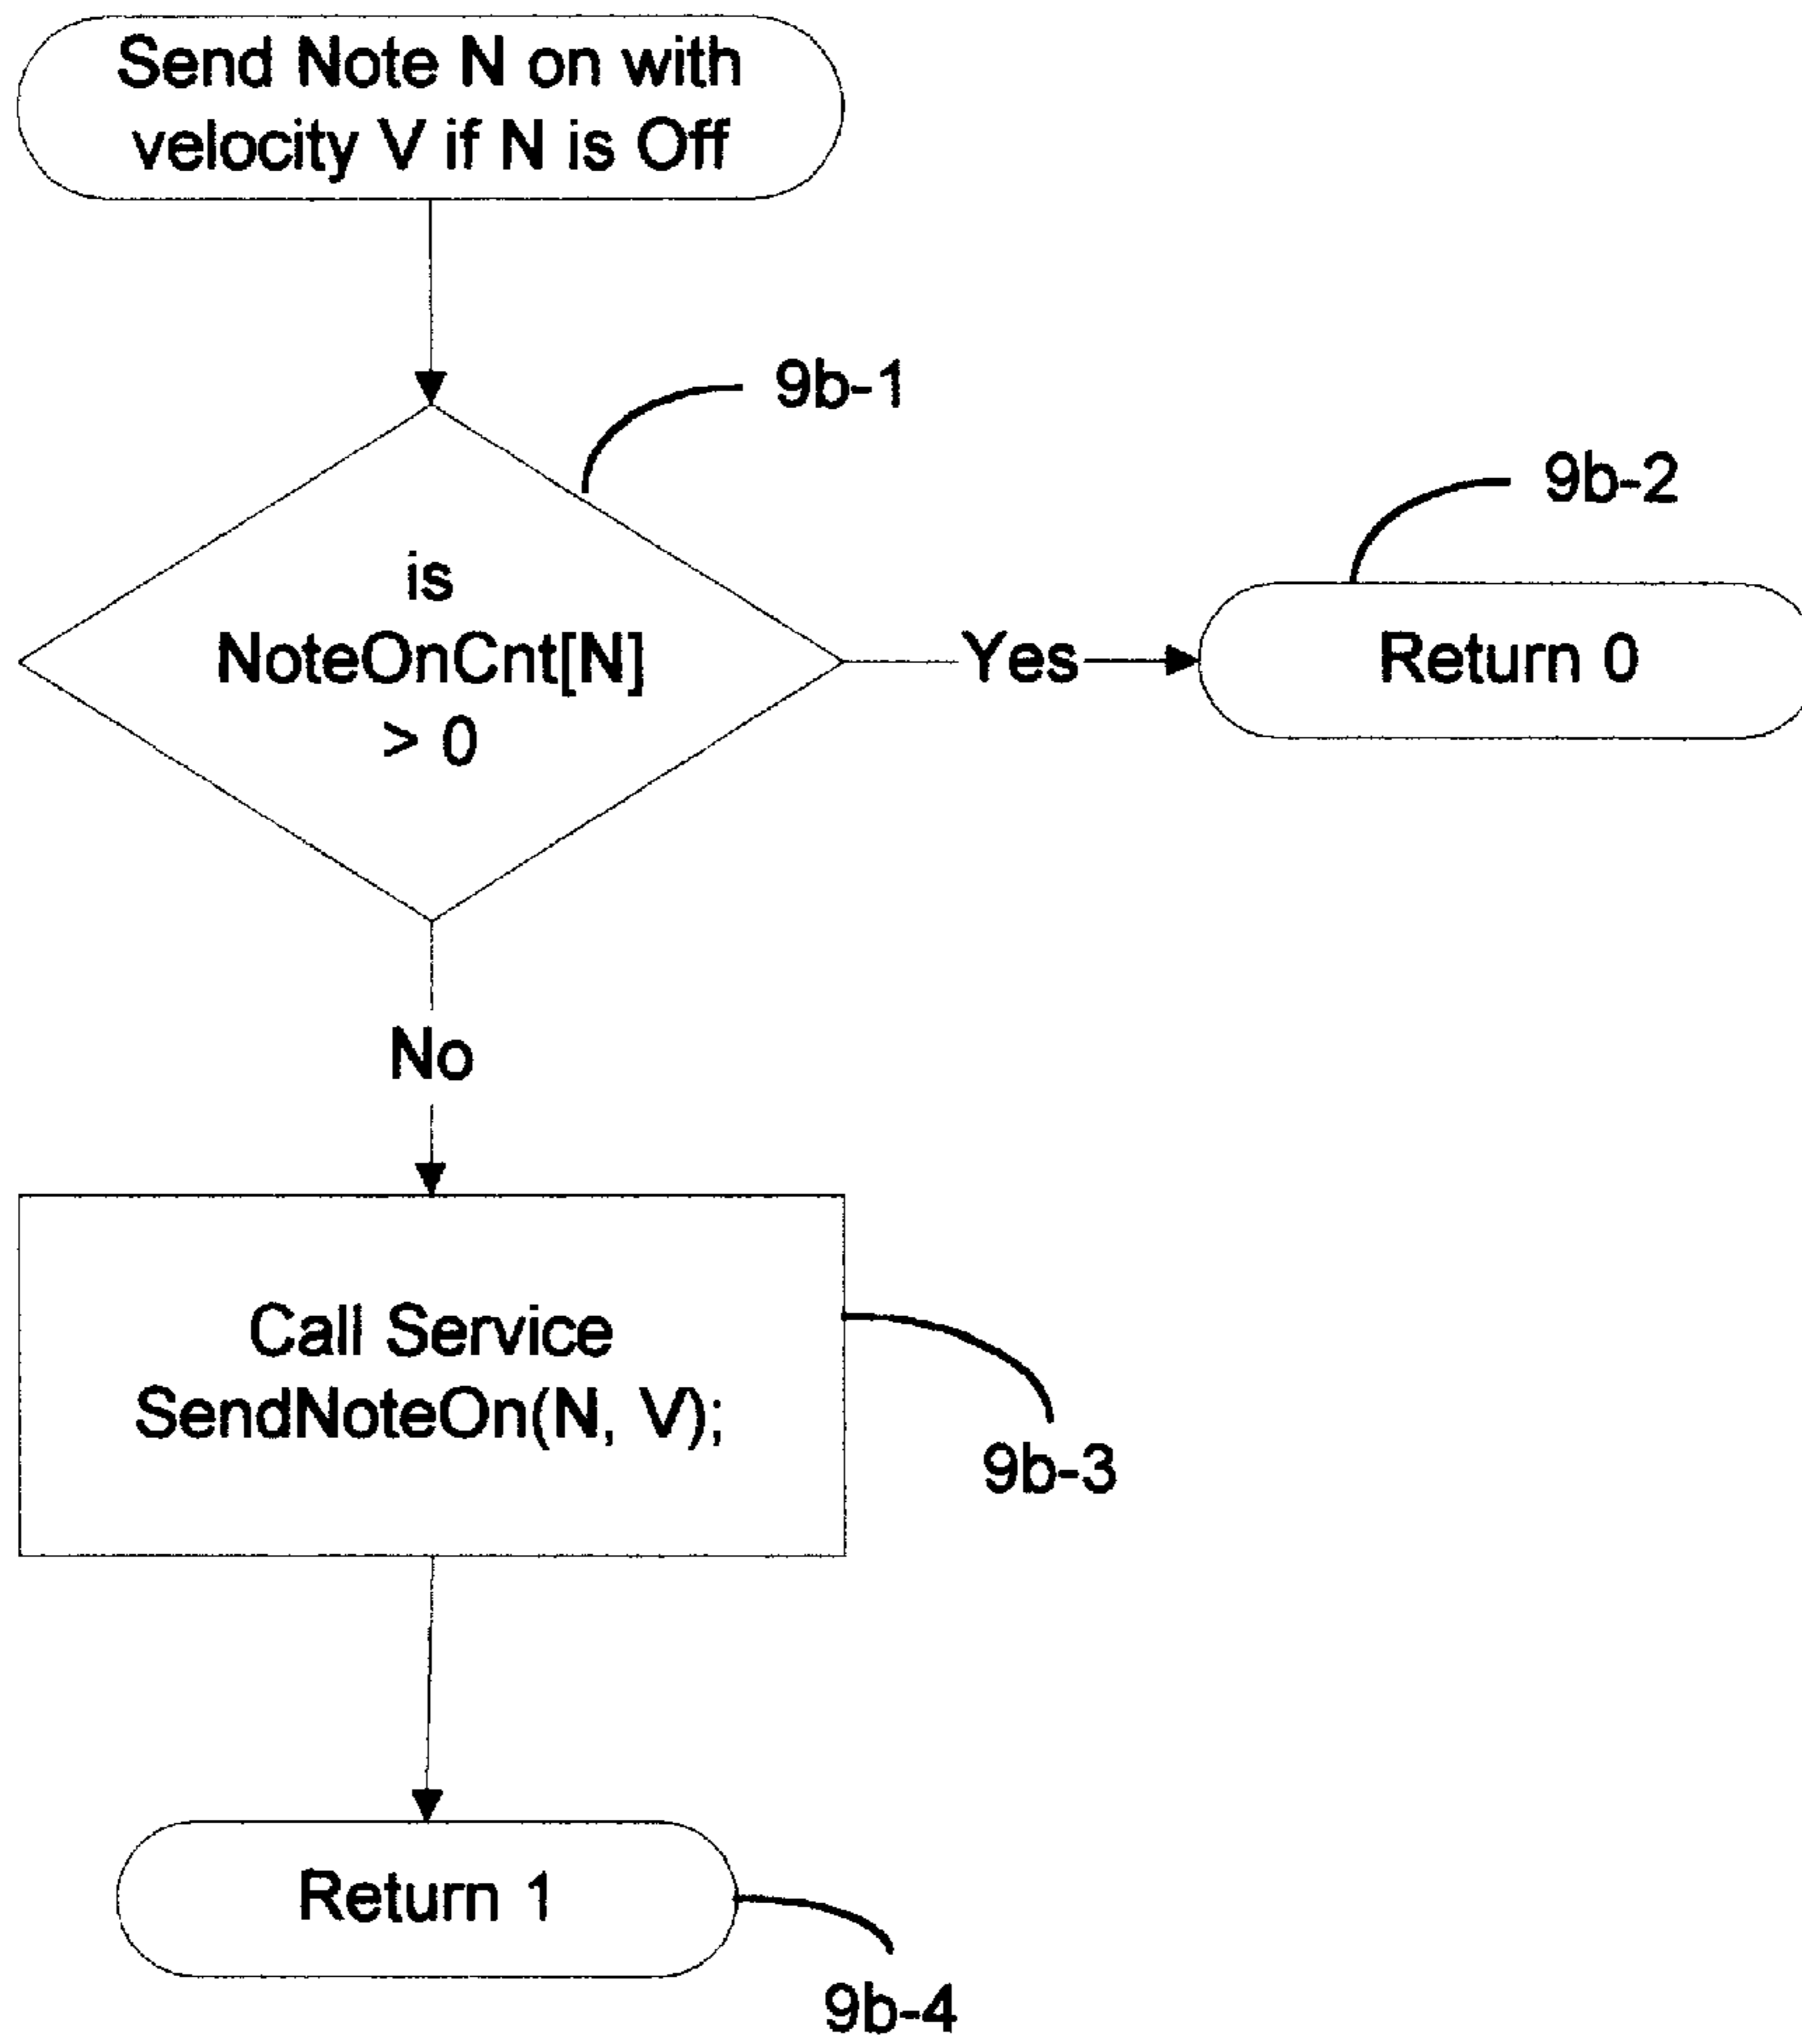 Send Note N on with
velocity V if N is Off
9b-1
is
NoteOnCnt[N]
> 0
Yes
9b-2
Return 0
No
Call Service
SendNoteOn(N, V);
9b-3
Return 1
9b-4